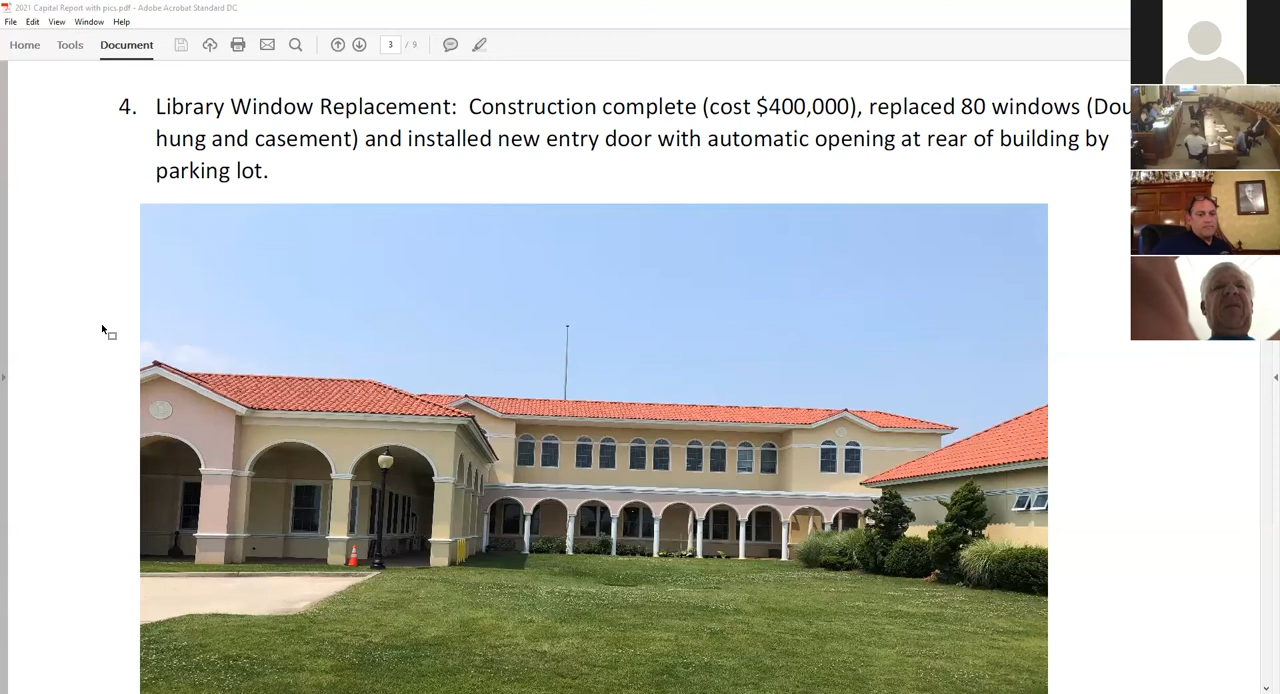 2021 Capital Report with pics.pdf - Adobe Acrobat Standard DC
File Edit View Window Help
Home Tools Document 3 / 9
4. Library Window Replacement: Construction complete (cost $400,000), replaced 80 windows (Dou
hung and casement) and installed new entry door with automatic opening at rear of building by
parking lot.